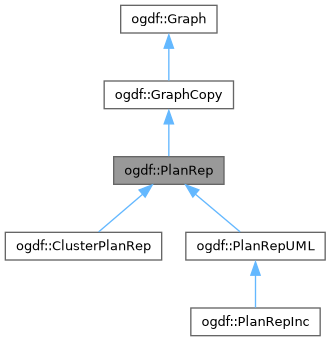 ogdf::Graph
ogdf::GraphCopy
ogdf::PlanRep
ogdf::ClusterPlanRep
ogdf::PlanRepUML
ogdf::PlanRepInc